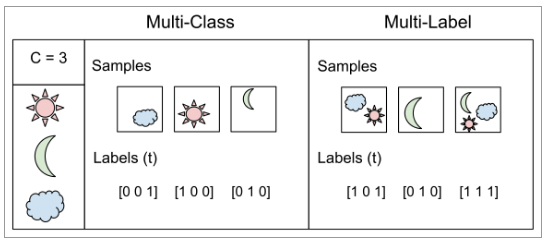 Multi-Class
Multi-Label
C = 3
Samples
Samples
Labels (t)
Labels (t)
[0 0 1] [1 0 0] [0 1 0]
[1 0 1] [0 1 0] [1 1 1]